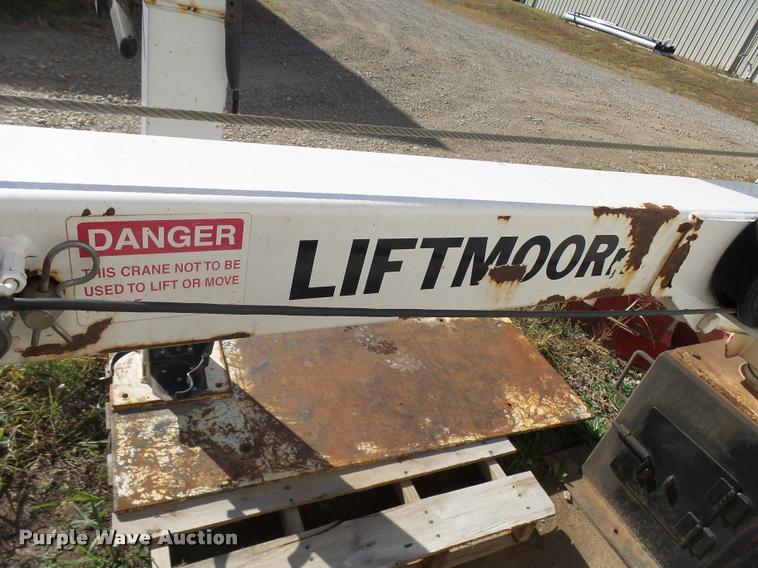 DANGER
THIS CRANE NOT TO BE
USED TO LIFT OR MOVE
LIFTMOOR
Purple Wave Auction